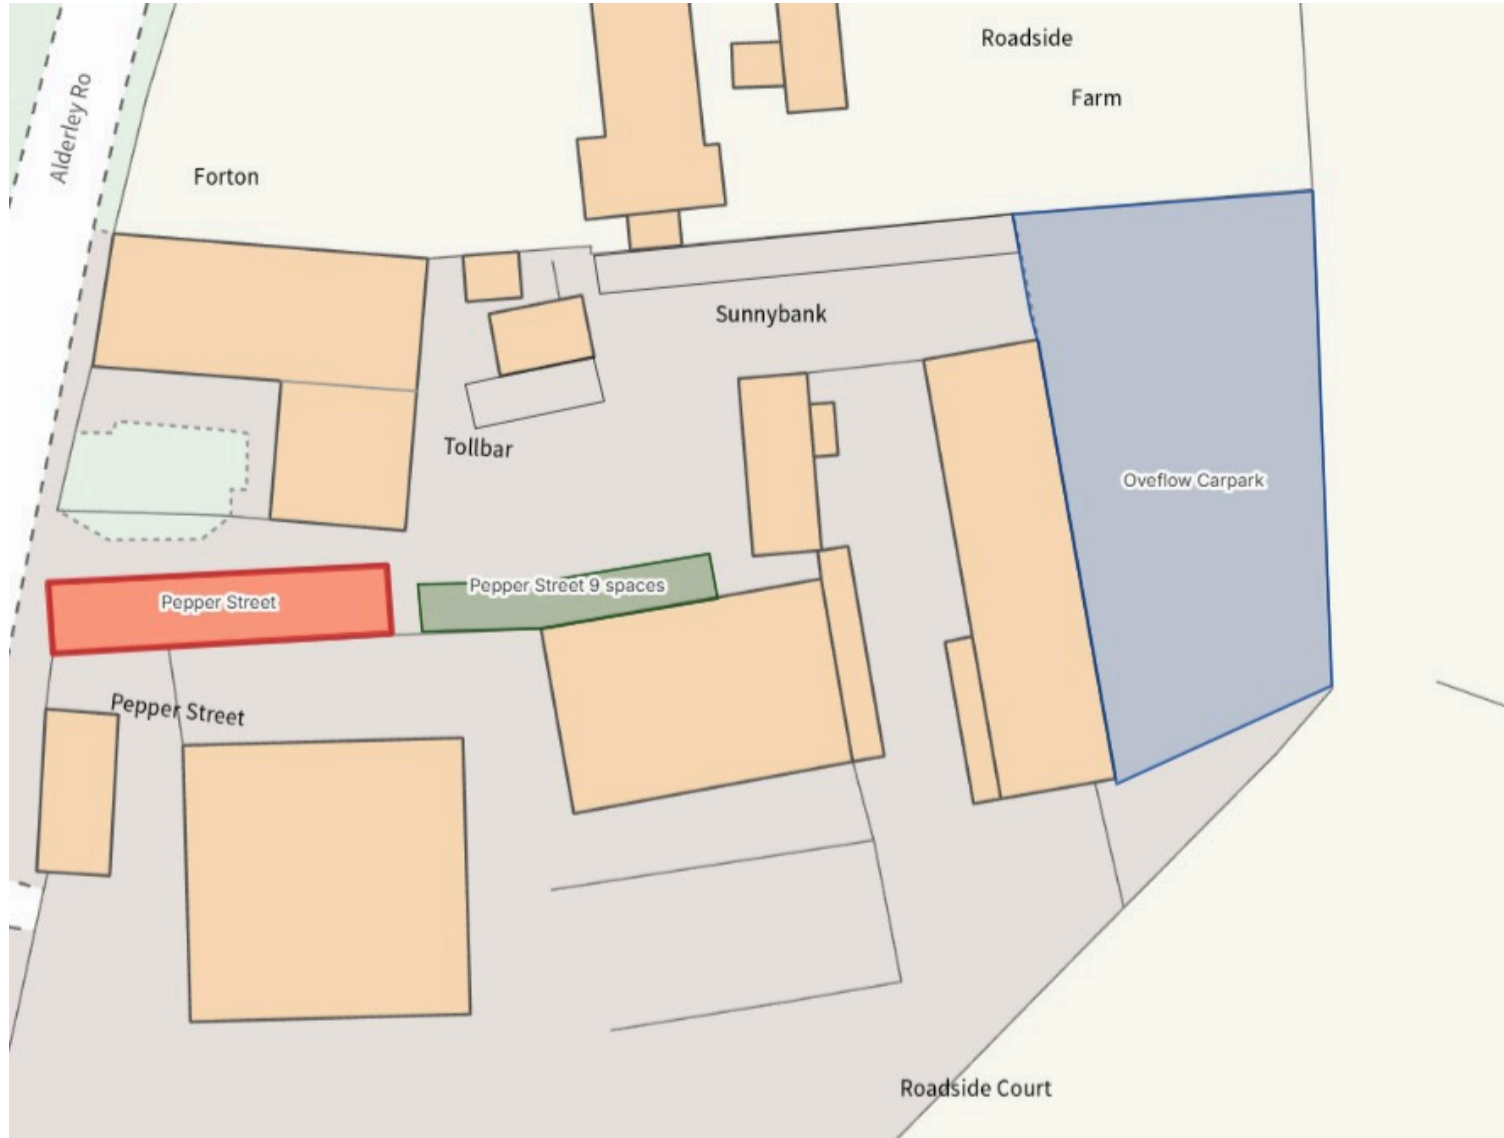 Roadside
Alderley Ro
Farm
Forton
Sunnybank
Tollbar
Oveflow Carpark
Pepper Street 9 spaces
Pepper Street
Pepper Street
Roadside Court